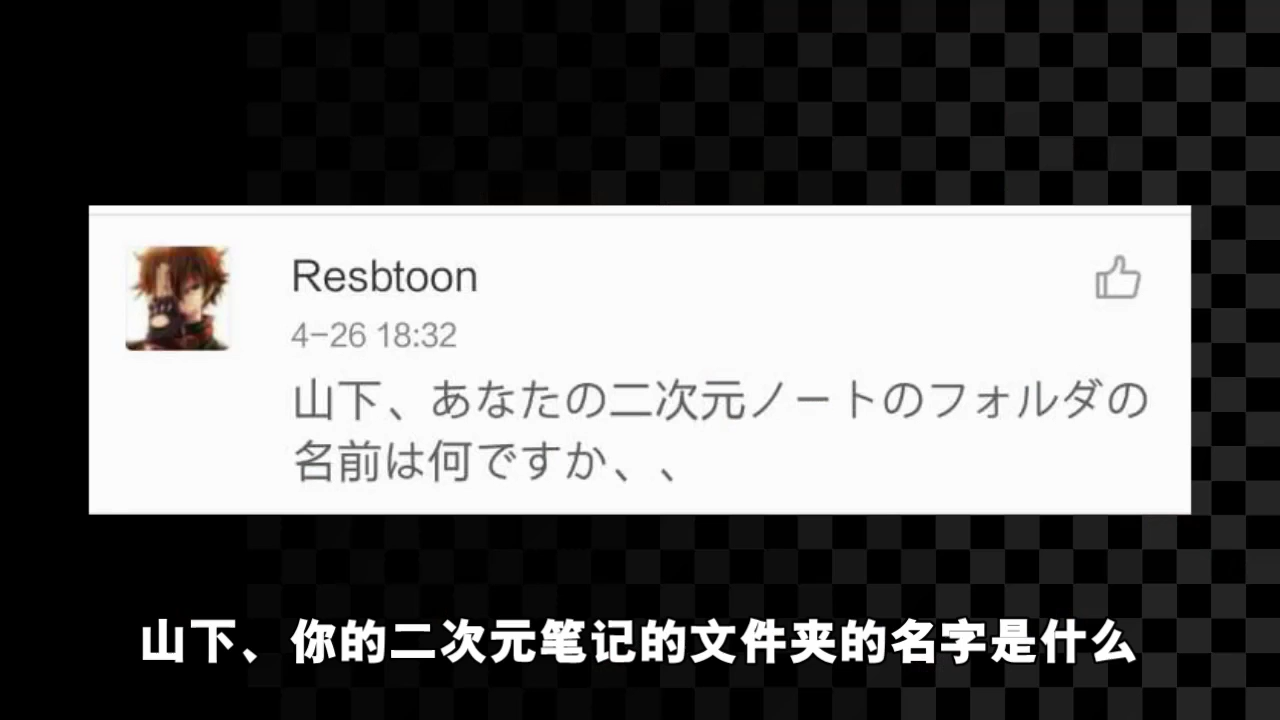 Resbtoon
4-26 18:32
山下、あなたの二次元ノートのフォルダの
名前は何ですか、、
山下、你的二次元笔记的文件夹的名字是什么